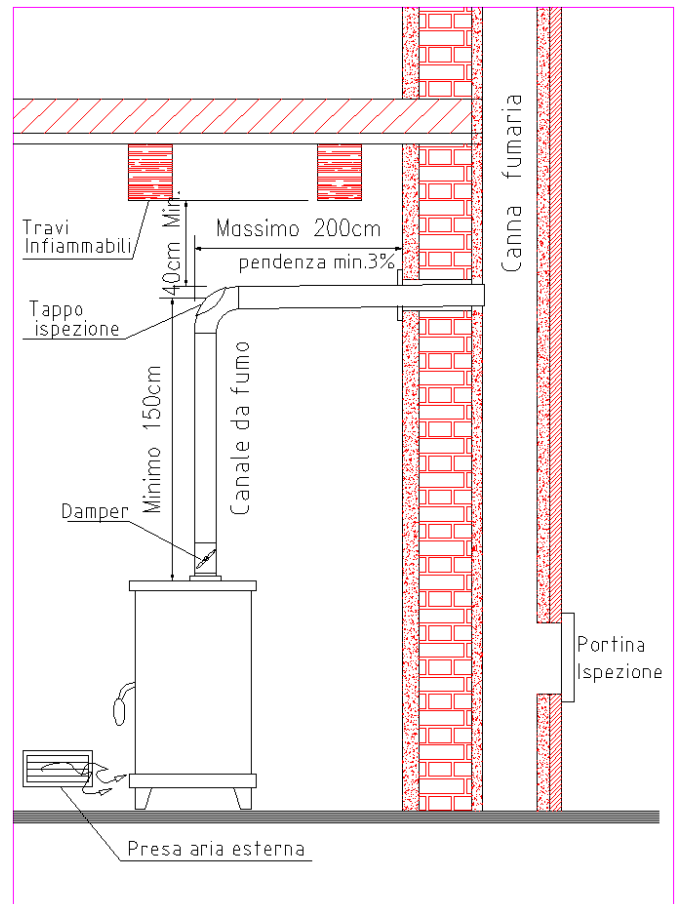 Canna fumaria
Travi
Infiammabili
40cm Min.
Massimo 200cm
pendenza min.3%
Tappo
ispezione
Minimo 150cm
Canale da fumo
Damper
Portina
Ispezione
Presa aria esterna